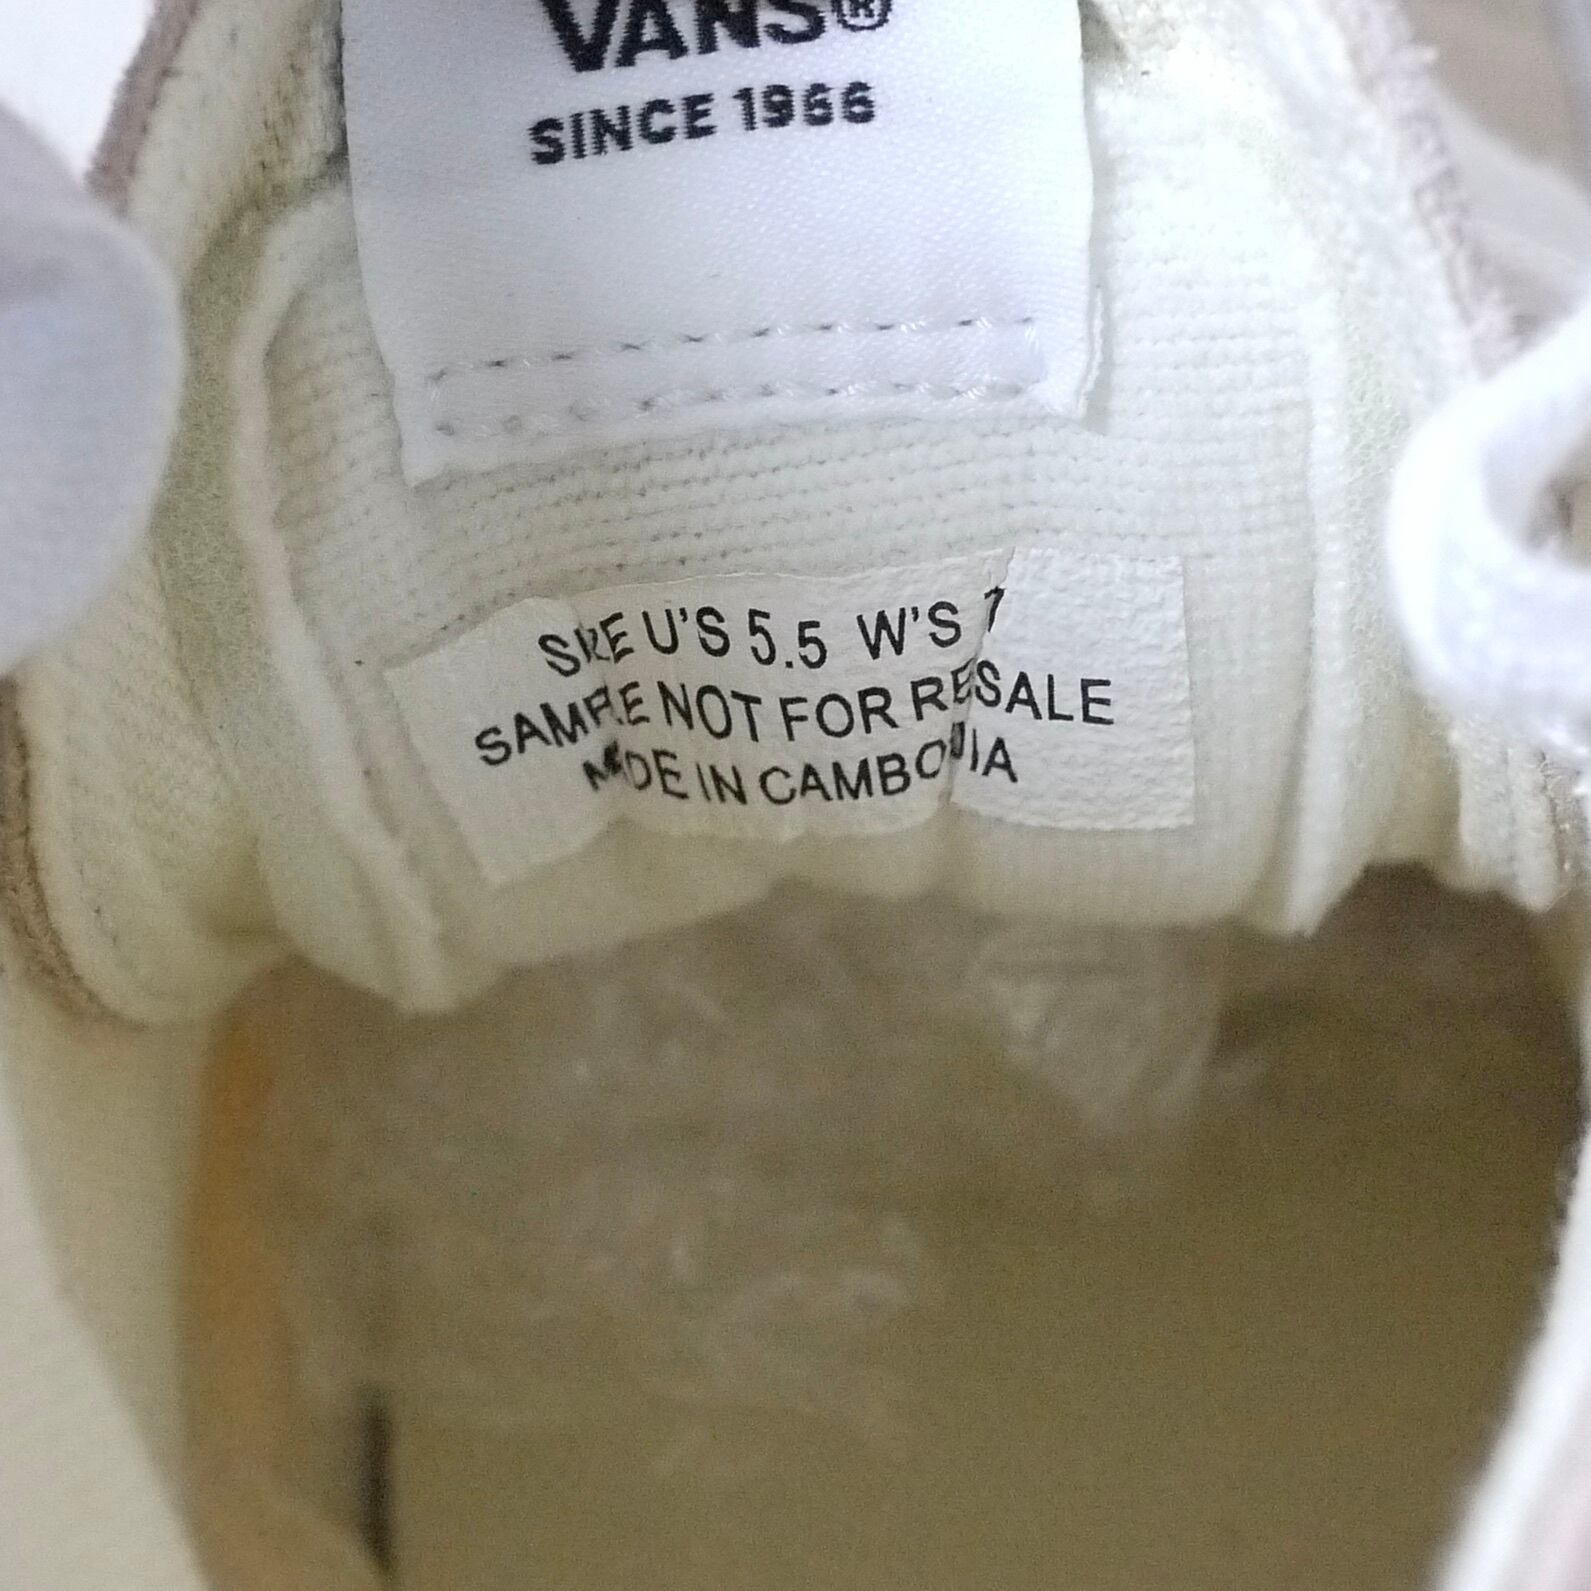 VANS®
SINCE 1966
SIZE U'S 5.5 W'S 7
SAMPLE NOT FOR RESALE
MADE IN CAMBODIA